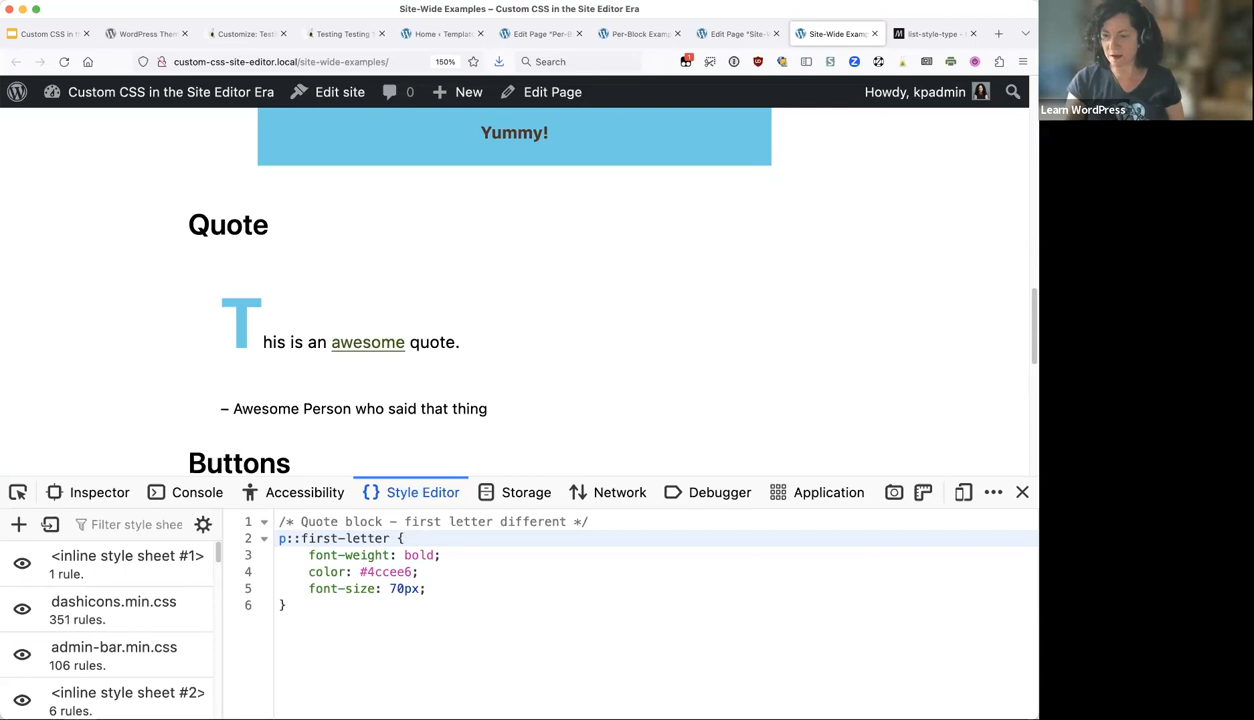 Site-Wide Examples – Custom CSS in the Site Editor Era
Custom CSS in t
WordPress Them
Customize: Test
Testing Testing
Home ‹ Templat
Edit Page "Per-B
Per-Block Examp
Edit Page "Site-V
Site-Wide Exam
list-style-type -
custom-css-site-editor.local/site-wide-examples/
150%
Search
1
Custom CSS in the Site Editor Era
Edit site
0
New
Edit Page
Howdy, kpadmin
Learn WordPress
Yummy!
Quote
This is an awesome quote.
– Awesome Person who said that thing
Buttons
Inspector
Console
Accessibility
Style Editor
Storage
Network
Debugger
Application
Filter style shee
<inline style sheet #1>
1 rule.
dashicons.min.css
351 rules.
admin-bar.min.css
106 rules.
<inline style sheet #2>
6 rules.
1 /* Quote block – first letter different */
2 p::first-letter {
3 font-weight: bold;
4 color: #4ccee6;
5 font-size: 70px;
6 }